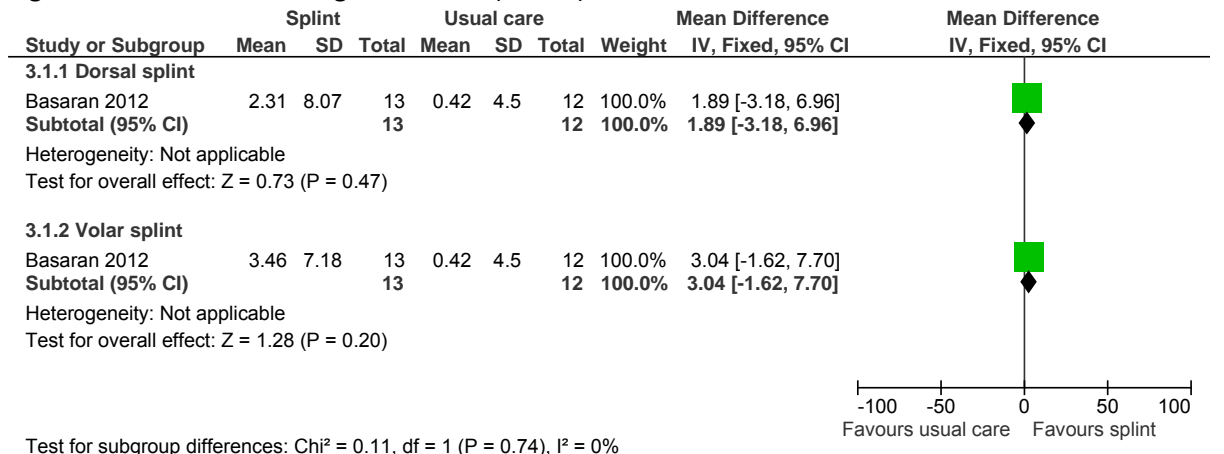 Splint Usual care Mean Difference Mean Difference
Study or Subgroup Mean SD Total Mean SD Total Weight IV, Fixed, 95% CI IV, Fixed, 95% CI
3.1.1 Dorsal splint
Basaran 2012 2.31 8.07 13 0.42 4.5 12 100.0% 1.89 [-3.18, 6.96]
Subtotal (95% CI) 13 12 100.0% 1.89 [-3.18, 6.96]
Heterogeneity: Not applicable
Test for overall effect: Z = 0.73 (P = 0.47)
3.1.2 Volar splint
Basaran 2012 3.46 7.18 13 0.42 4.5 12 100.0% 3.04 [-1.62, 7.70]
Subtotal (95% CI) 13 12 100.0% 3.04 [-1.62, 7.70]
Heterogeneity: Not applicable
Test for overall effect: Z = 1.28 (P = 0.20)
-100 -50 0 50 100
Favours usual care Favours splint
Test for subgroup differences: Chi² = 0.11, df = 1 (P = 0.74), I² = 0%